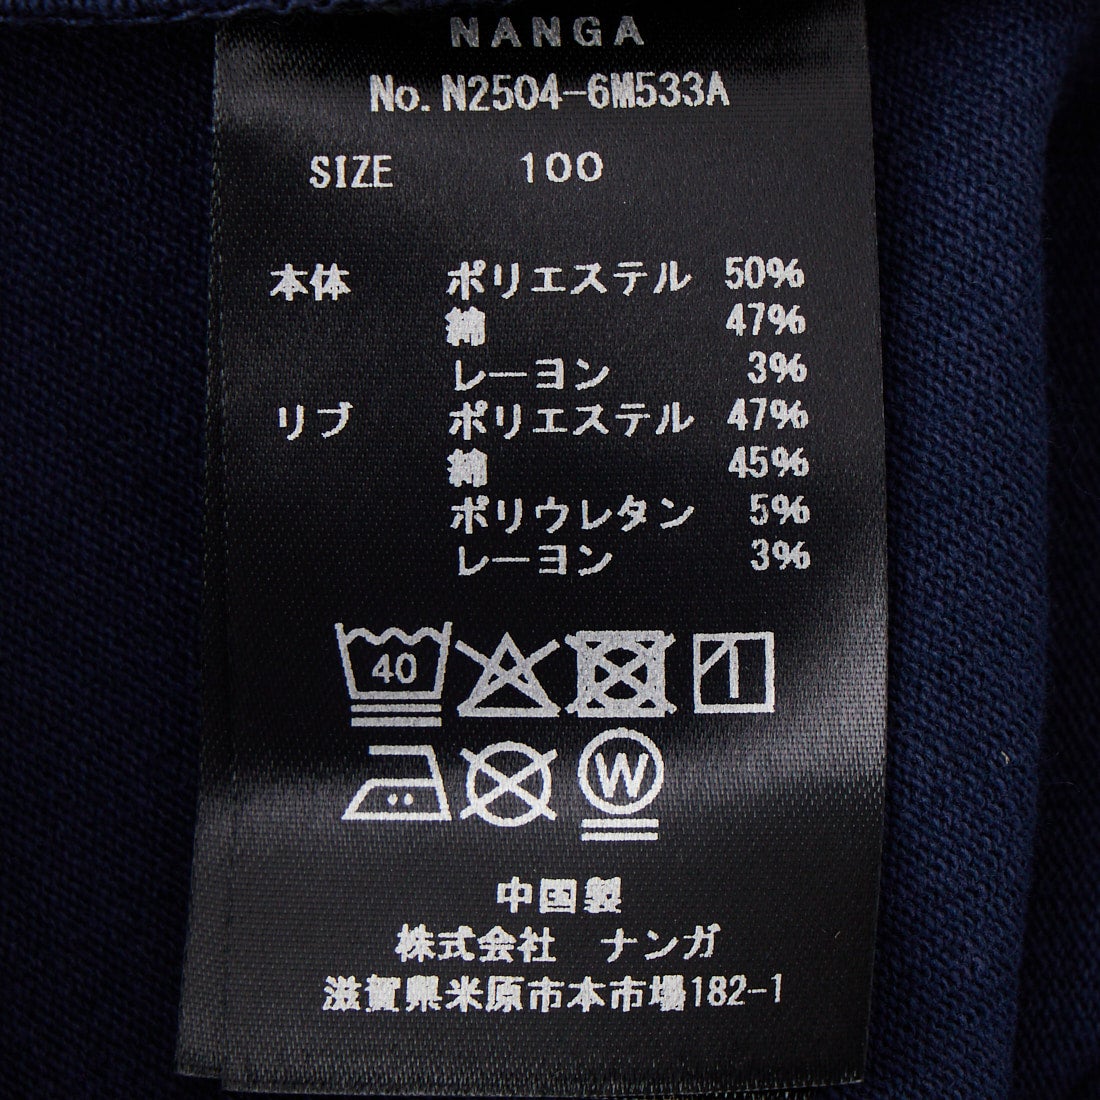 NANGA
No. N2504-6M533A
SIZE 100
本体 ポリエステル 50%
綿 47%
レーヨン 3%
リブ ポリエステル 47%
綿 45%
ポリウレタン 5%
レーヨン 3%
40
W
中国製
株式会社 ナンガ
滋賀県米原市本市場182-1